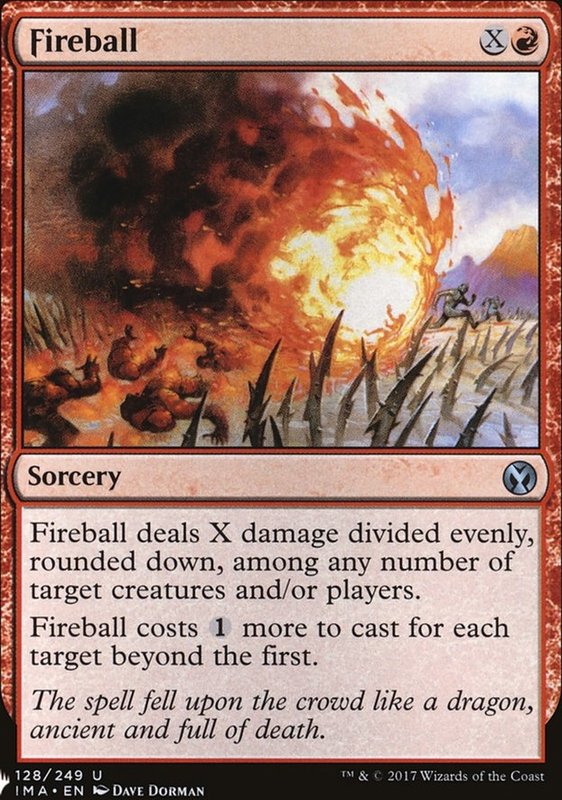 Fireball X
Sorcery
Fireball deals X damage divided evenly,
rounded down, among any number of
target creatures and/or players.
Fireball costs 1 more to cast for each
target beyond the first.
The spell fell upon the crowd like a dragon,
ancient and full of death.
128/249 U
IMA • EN DAVE DORMAN
™ & © 2017 Wizards of the Coast